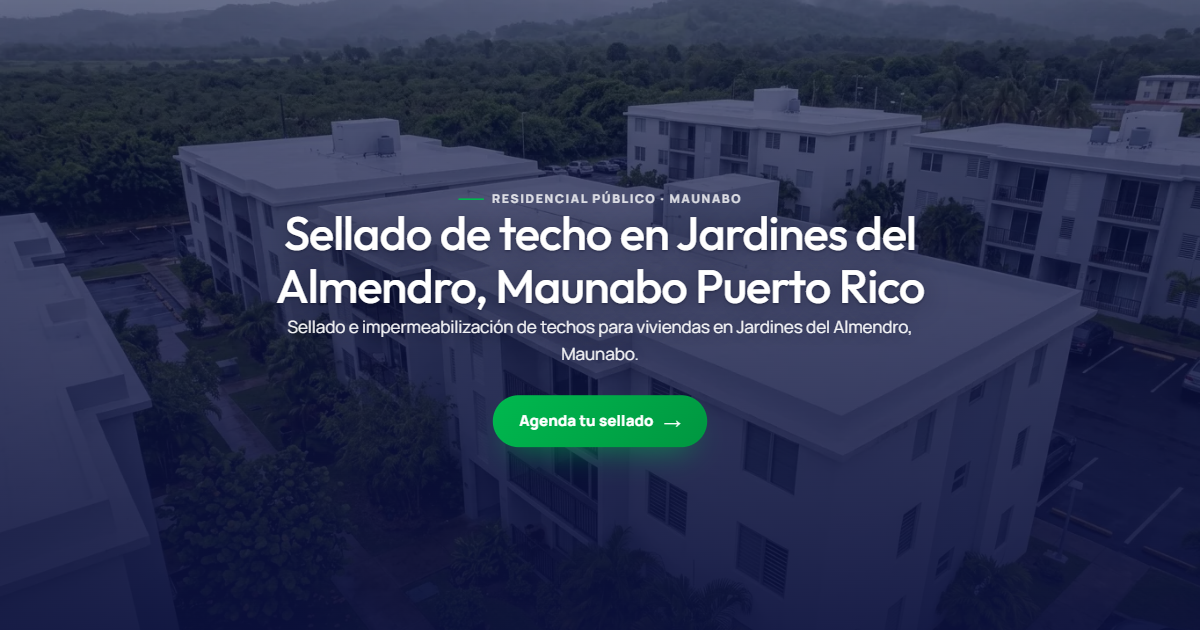 RESIDENCIAL PÚBLICO · MAUNABO
Sellado de techo en Jardines del
Almendro, Maunabo Puerto Rico
Sellado e impermeabilización de techos para viviendas en Jardines del Almendro,
Maunabo.
Agenda tu sellado →